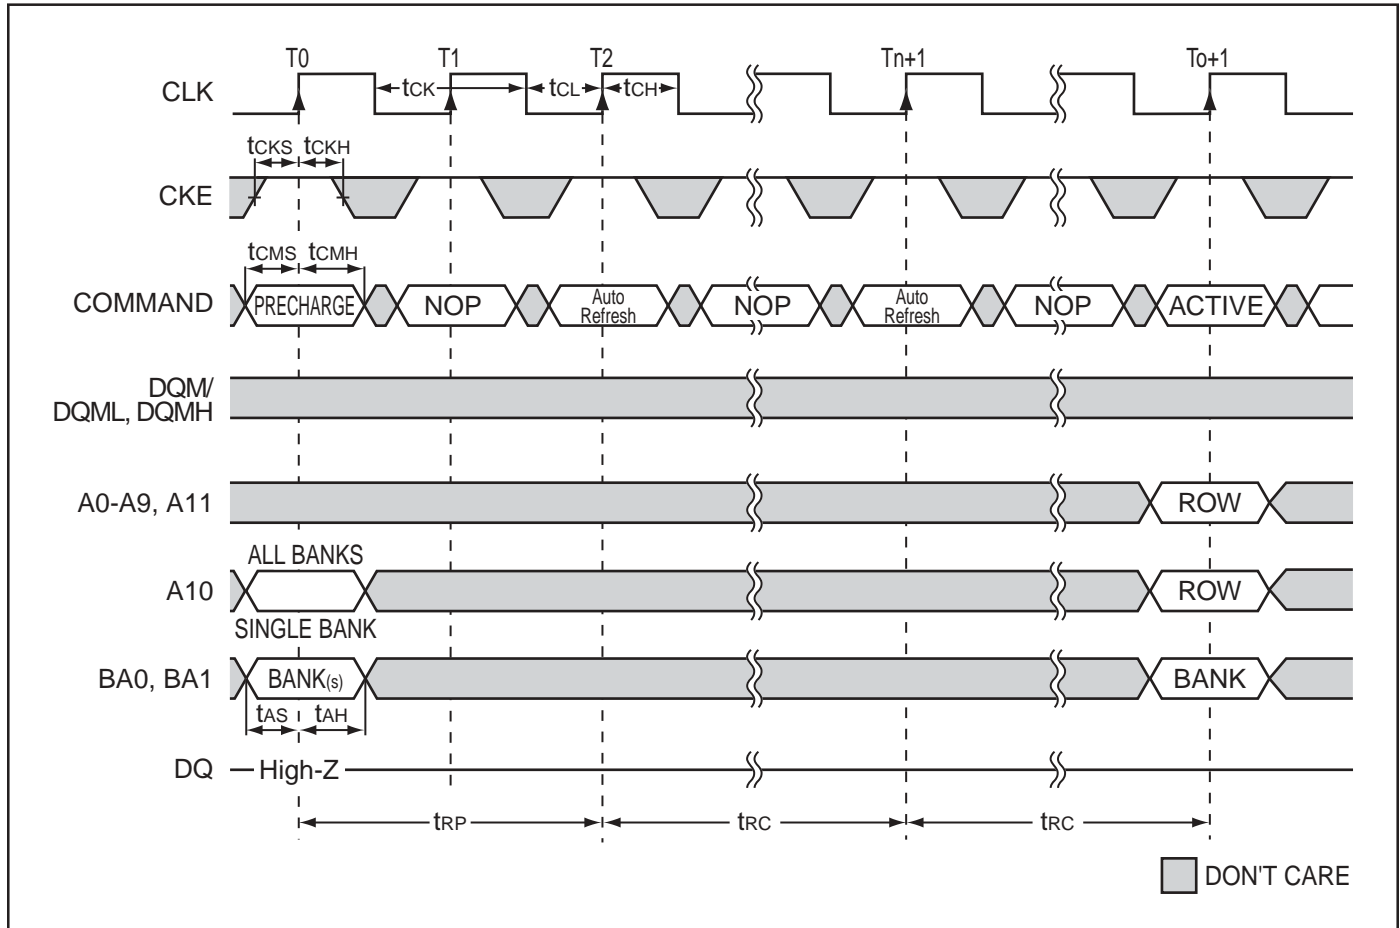 T0 T1 T2 Tn+1 To+1
CLK tCK tCL tCH
tCKS tCKH
CKE
tCMS tCMH
COMMAND PRECHARGE NOP Auto Refresh NOP Auto Refresh NOP ACTIVE
DQM/
DQML, DQMH
A0-A9, A11 ROW
ALL BANKS
A10 ROW
SINGLE BANK
BA0, BA1 BANK(s) BANK
tAS tAH
DQ High-Z
tRP tRC tRC
DON'T CARE